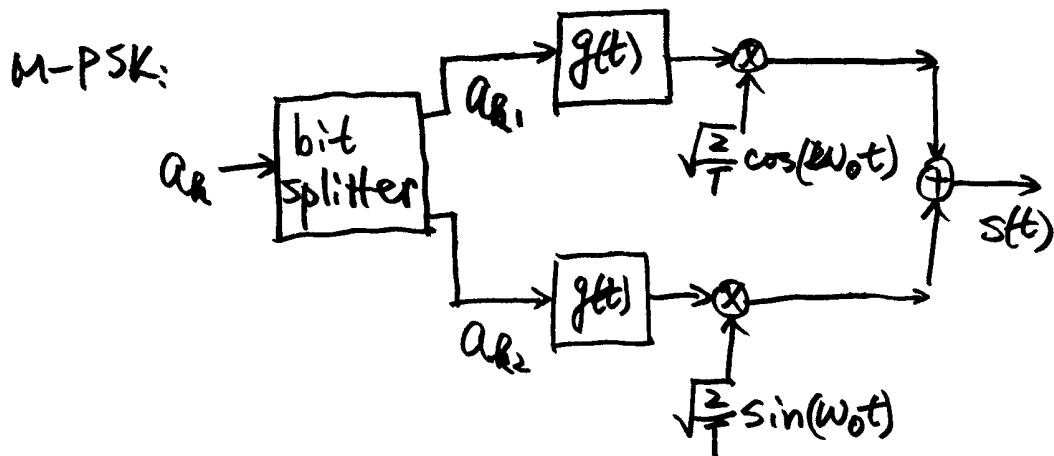 M-PSK:
a_k
bit
splitter
a_k1
g(t)
√(2/T) cos(ω₀t)
s(t)
a_k2
g(t)
√(2/T) sin(ω₀t)